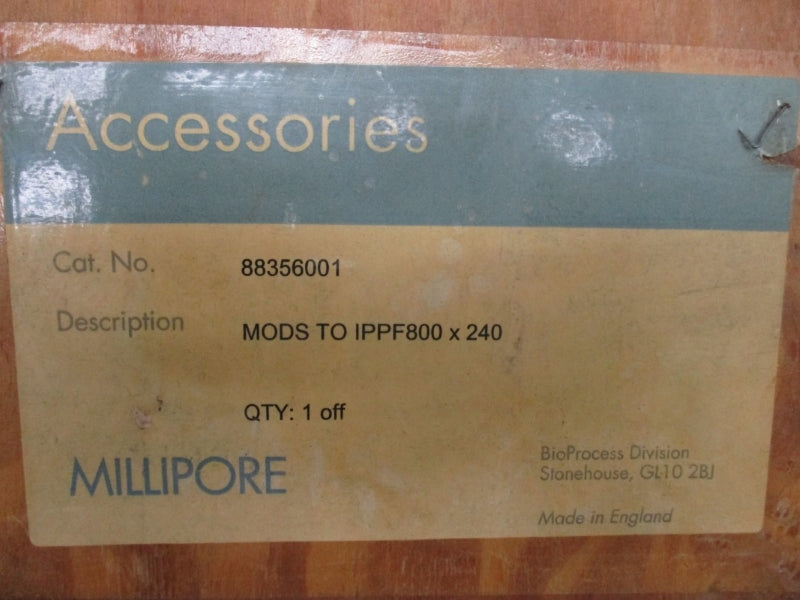 Accessories
Cat. No. 88356001
Description MODS TO IPPF800 x 240
QTY: 1 off
MILLIPORE
BioProcess Division
Stonehouse, GL10 2BJ
Made in England